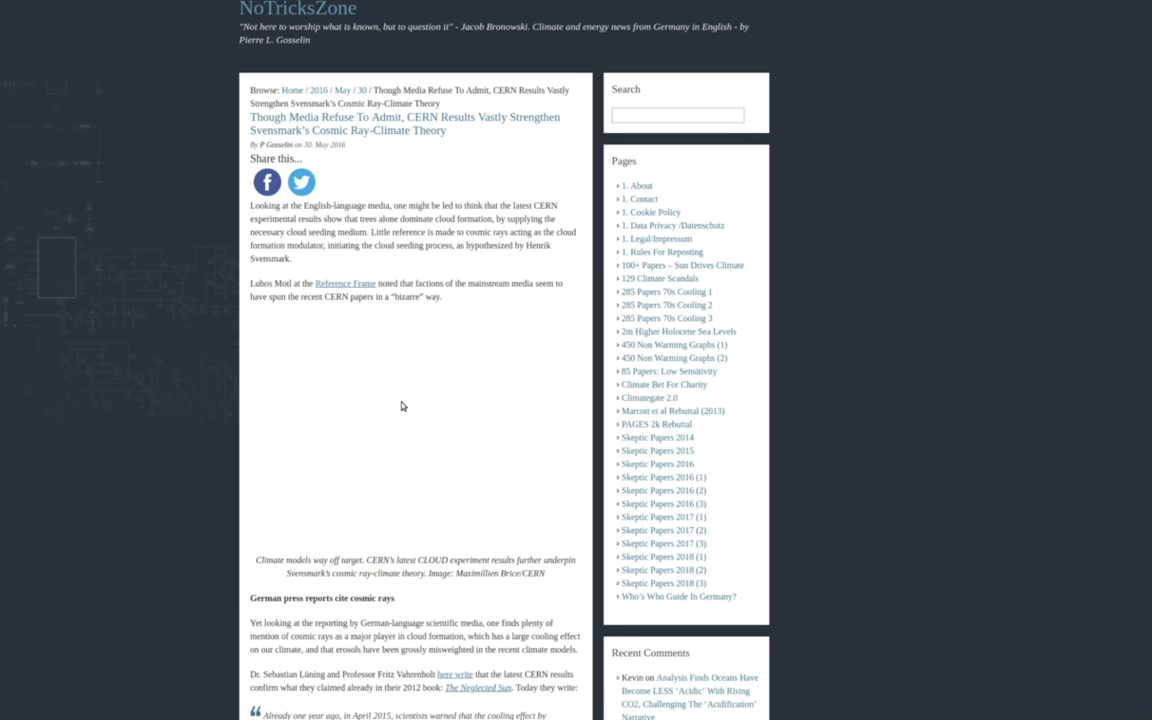 NoTricksZone
"Not here to worship what is known, but to question it" - Jacob Bronowski. Climate and energy news from Germany in English - by
Pierre L. Gosselin
Browse: Home / 2016 / May / 30 / Though Media Refuse To Admit, CERN Results Vastly
Strengthen Svensmark's Cosmic Ray-Climate Theory
Though Media Refuse To Admit, CERN Results Vastly Strengthen
Svensmark's Cosmic Ray-Climate Theory
By P Gosselin on 30. May 2016
Share this...
Looking at the English-language media, one might be led to think that the latest CERN
experimental results show that trees alone dominate cloud formation, by supplying the
necessary cloud seeding medium. Little reference is made to cosmic rays acting as the cloud
formation modulator, initiating the cloud seeding process, as hypothesized by Henrik
Svensmark.
Lubos Motl at the Reference Frame noted that factions of the mainstream media seem to
have spun the recent CERN papers in a “bizarre” way.
Climate models way off target. CERN's latest CLOUD experiment results further underpin
Svensmark's cosmic ray-climate theory. Image: Maximillien Brice/CERN
German press reports cite cosmic rays
Yet looking at the reporting by German-language scientific media, one finds plenty of
mention of cosmic rays as a major player in cloud formation, which has a large cooling effect
on our climate, and that erosols have been grossly misweighted in the recent climate models.
Dr. Sebastian Lüning and Professor Fritz Vahrenholt here write that the latest CERN results
confirm what they claimed already in their 2012 book: The Neglected Sun. Today they write:
“ Already one year ago, in April 2015, scientists warned that the cooling effect by
Search
Pages
1. About
1. Contact
1. Cookie Policy
1. Data Privacy /Datenschutz
1. Legal/Impressum
1. Rules For Reposting
100+ Papers – Sun Drives Climate
129 Climate Scandals
285 Papers 70s Cooling 1
285 Papers 70s Cooling 2
285 Papers 70s Cooling 3
2m Higher Holocene Sea Levels
450 Non Warming Graphs (1)
450 Non Warming Graphs (2)
85 Papers: Low Sensitivity
Climate Bet For Charity
Climategate 2.0
Marcott et al Rebuttal (2013)
PAGES 2k Rebuttal
Skeptic Papers 2014
Skeptic Papers 2015
Skeptic Papers 2016
Skeptic Papers 2016 (1)
Skeptic Papers 2016 (2)
Skeptic Papers 2016 (3)
Skeptic Papers 2017 (1)
Skeptic Papers 2017 (2)
Skeptic Papers 2017 (3)
Skeptic Papers 2018 (1)
Skeptic Papers 2018 (2)
Skeptic Papers 2018 (3)
Who's Who Guide In Germany?
Recent Comments
Kevin on Analysis Finds Oceans Have
Become LESS ‘Acidic’ With Rising
CO2, Challenging The ‘Acidification’
Narrative